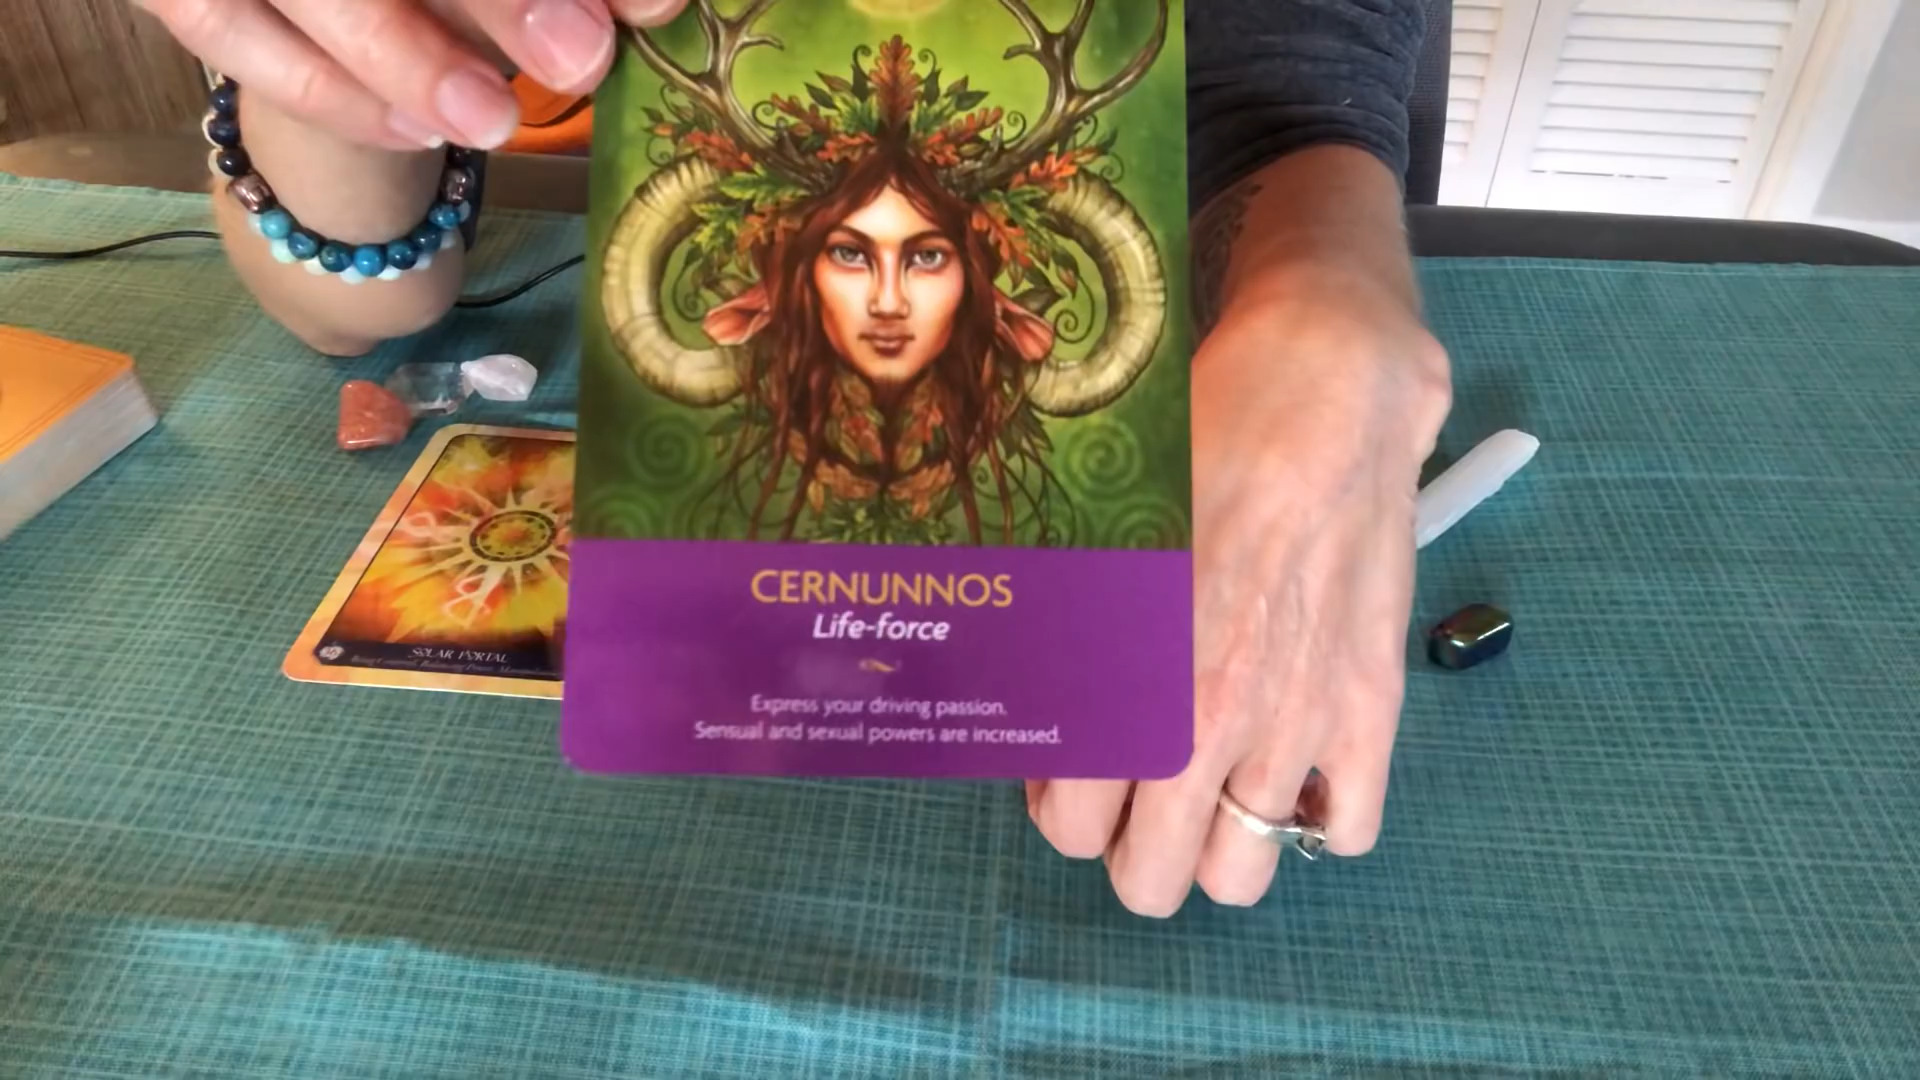 CERNUNNOS
Life-force
Express your driving passion.
Sensual and sexual powers are increased.
SOLAR PORTAL